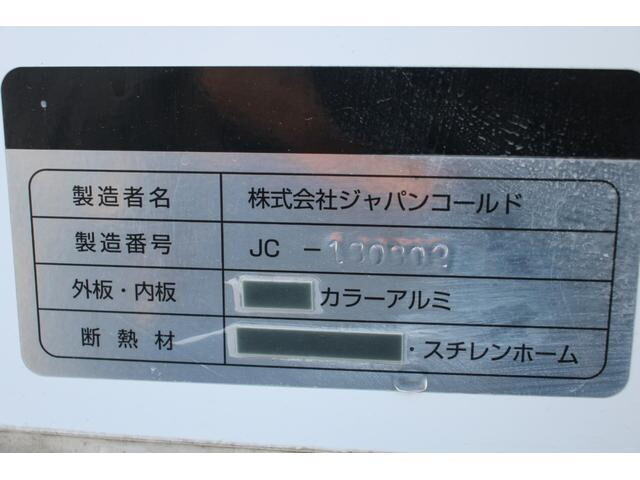 製造者名 株式会社ジャパンコールド
製造番号 JC -180802
外板・内板 カラーアルミ
断熱材 ・スチレンホーム